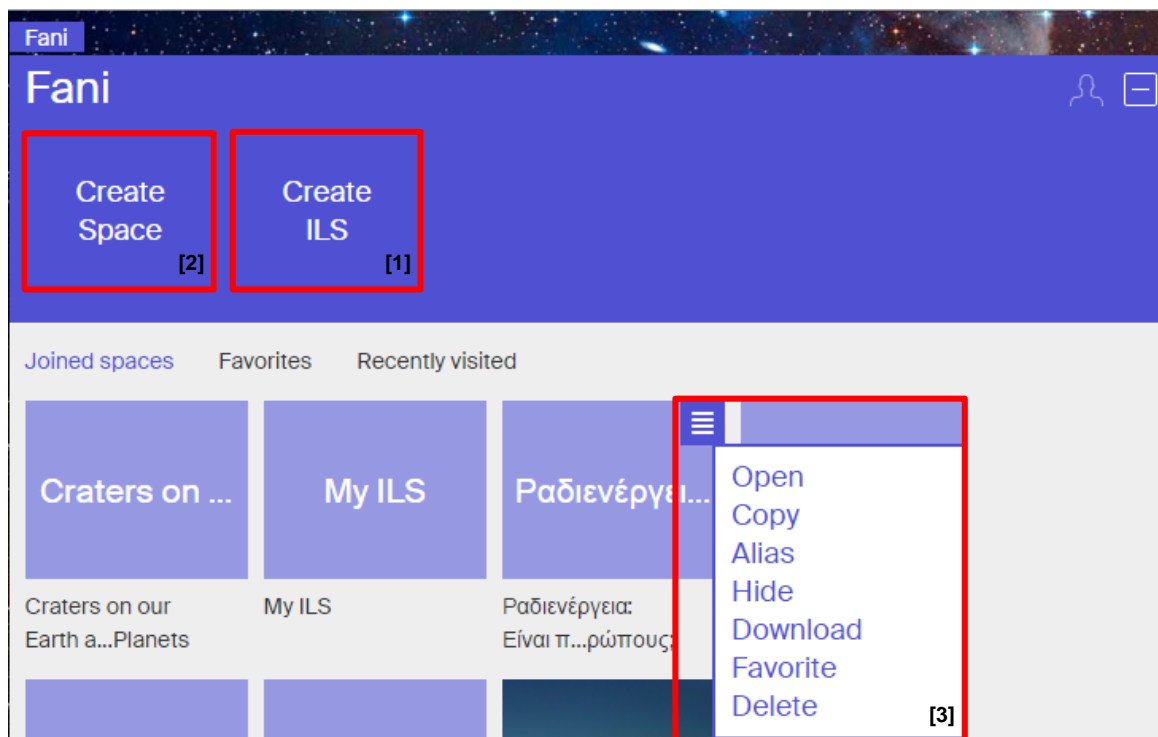 Fani
Fani
Create
Space
[2]
Create
ILS
[1]
Joined spaces Favorites Recently visited
Craters on ...
My ILS
Ραδιενέργει...
Craters on our
Earth a...Planets
My ILS
Ραδιενέργεια:
Είναι π...ρώπους;
Open
Copy
Alias
Hide
Download
Favorite
Delete
[3]